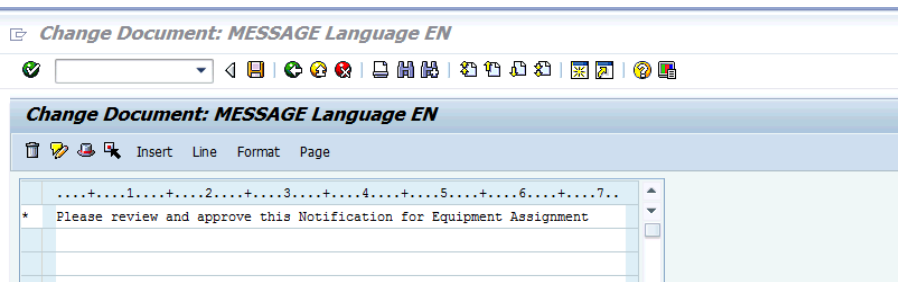 Change Document: MESSAGE Language EN
Change Document: MESSAGE Language EN
Insert Line Format Page
....+....1....+....2....+....3....+....4....+....5....+....6....+....7..
* Please review and approve this Notification for Equipment Assignment